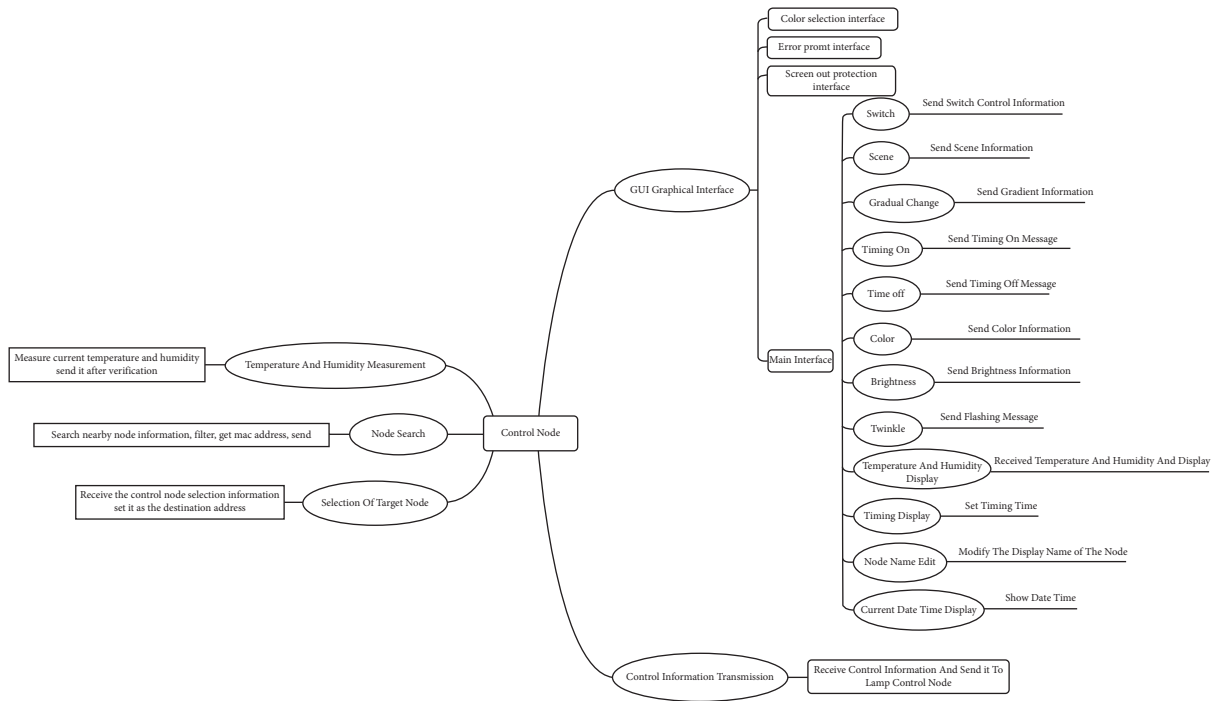 Color selection interface
Error promt interface
Screen out protection
interface
Switch
Send Switch Control Information
Scene
Send Scene Information
GUI Graphical Interface
Gradual Change
Send Gradient Information
Timing On
Send Timing On Message
Time off
Send Timing Off Message
Color
Send Color Information
Main Interface
Brightness
Send Brightness Information
Twinkle
Send Flashing Message
Temperature And Humidity
Display
Received Temperature And Humidity And Display
Timing Display
Set Timing Time
Node Name Edit
Modify The Display Name of The Node
Current Date Time Display
Show Date Time
Measure current temperature and humidity
send it after verification
Temperature And Humidity Measurement
Search nearby node information, filter, get mac address, send
Node Search
Control Node
Receive the control node selection information
set it as the destination address
Selection Of Target Node
Control Information Transmission
Receive Control Information And Send it To
Lamp Control Node